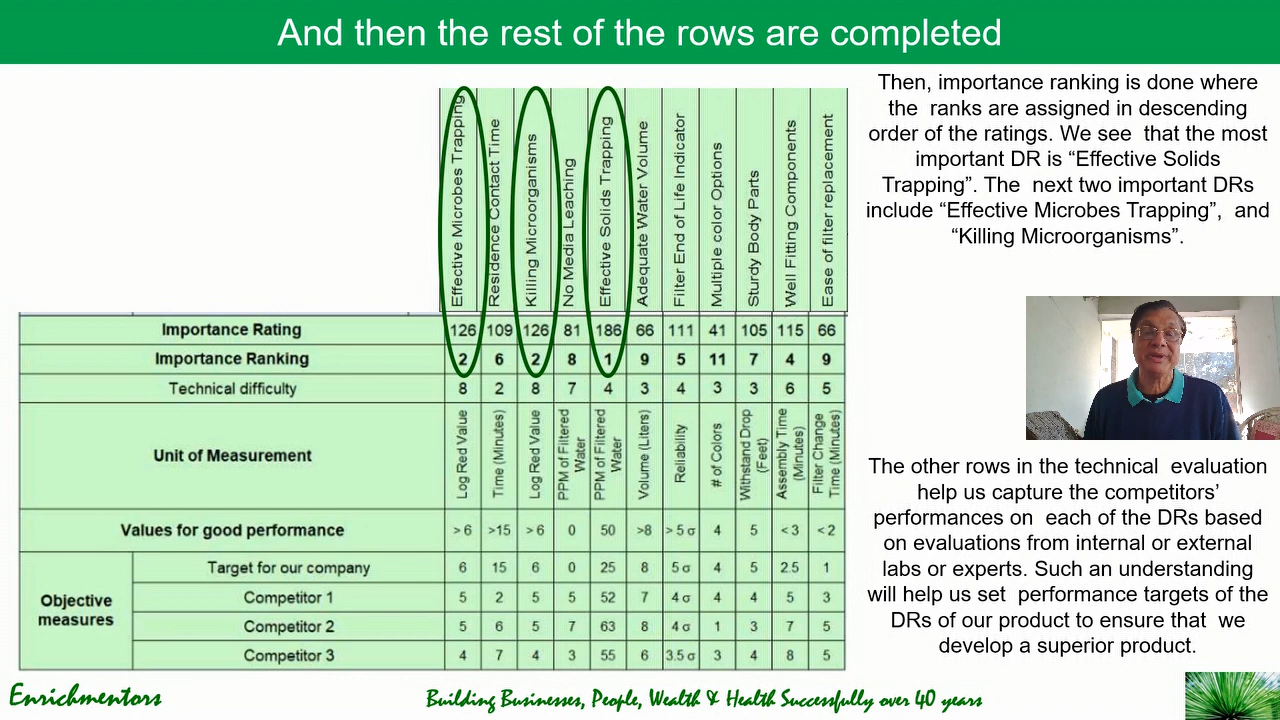 And then the rest of the rows are completed
Then, importance ranking is done where
the ranks are assigned in descending
order of the ratings. We see that the most
important DR is “Effective Solids
Trapping”. The next two important DRs
include “Effective Microbes Trapping”, and
“Killing Microorganisms”.
Effective Microbes Trapping
Residence Contact Time
Killing Microorganisms
No Media Leaching
Effective Solids Trapping
Adequate Water Volume
Filter End of Life Indicator
Multiple color Options
Sturdy Body Parts
Well Fitting Components
Ease of filter replacement
Importance Rating 126 109 126 81 186 66 111 41 105 115 66
Importance Ranking 2 6 2 8 1 9 5 11 7 4 9
Technical difficulty 8 2 8 7 4 3 4 3 3 6 5
Unit of Measurement
Log Red Value
Time (Minutes)
Log Red Value
PPM of Filtered
Water
PPM of Filtered
Water
Volume (Liters)
Reliability
# of Colors
Withstand Drop
(Feet)
Assembly Time
(Minutes)
Filter Change
Time (Minutes)
Values for good performance > 6 >15 > 6 0 50 >8 > 5 σ 4 5 < 3 < 2
Objective
measures
Target for our company 6 15 6 0 25 8 5 σ 4 5 2.5 1
Competitor 1 5 2 5 5 52 7 4 σ 4 4 5 3
Competitor 2 5 6 5 7 63 8 4 σ 1 3 7 5
Competitor 3 4 7 4 3 55 6 3.5 σ 3 4 8 5
The other rows in the technical evaluation
help us capture the competitors’
performances on each of the DRs based
on evaluations from internal or external
labs or experts. Such an understanding
will help us set performance targets of the
DRs of our product to ensure that we
develop a superior product.
Enrichmentors
Building Businesses, People, Wealth & Health Successfully over 40 years